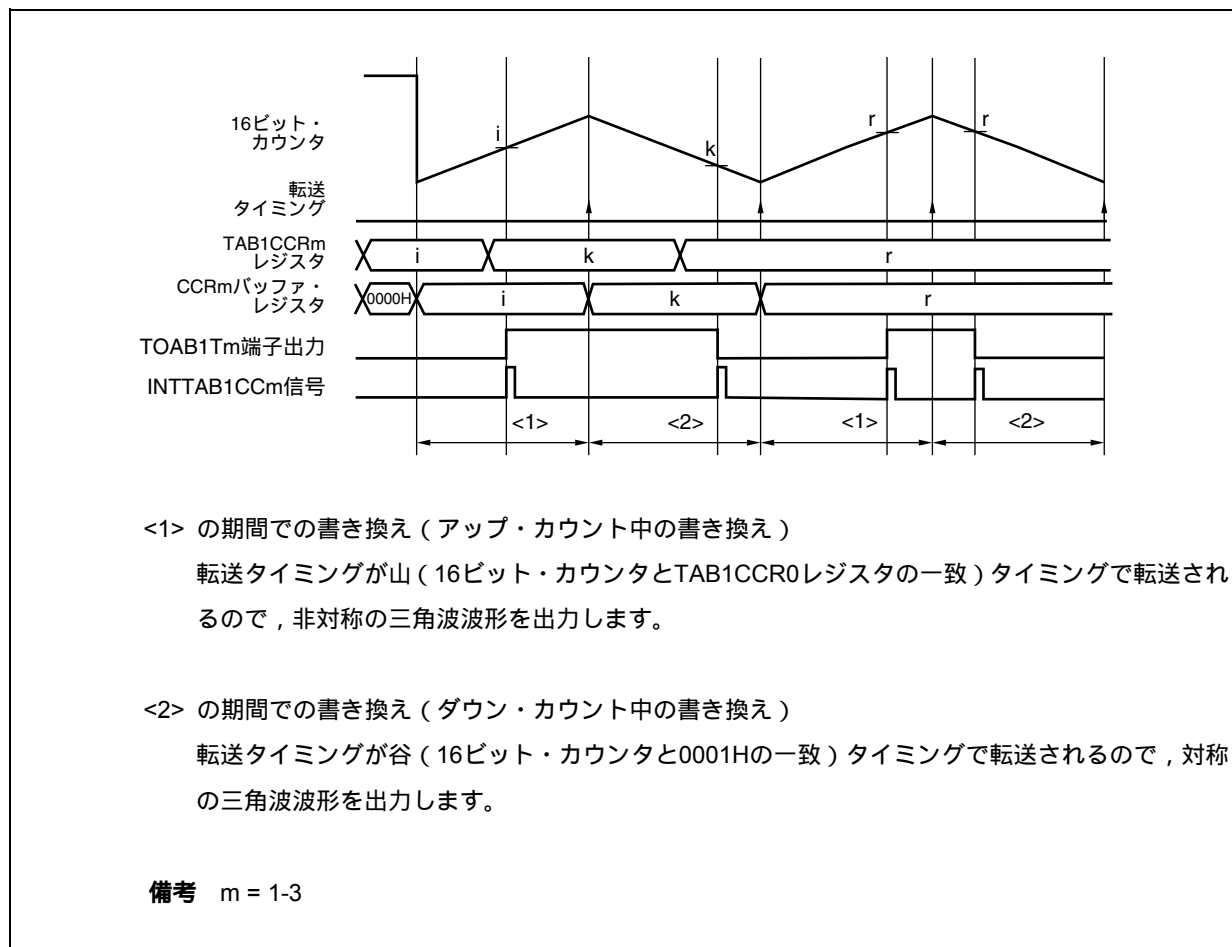 16ビット・
カウンタ
i
k
r
r
転送
タイミング
TAB1CCRm
レジスタ
i
k
r
CCRmバッファ・
レジスタ
0000H
i
k
r
TOAB1Tm端子出力
INTTAB1CCm信号
<1>
<2>
<1>
<2>
<1> の期間での書き換え(アップ・カウント中の書き換え)
転送タイミングが山(16ビット・カウンタとTAB1CCR0レジスタの一致)タイミングで転送され
るので,非対称の三角波波形を出力します。
<2> の期間での書き換え(ダウン・カウント中の書き換え)
転送タイミングが谷(16ビット・カウンタと0001Hの一致)タイミングで転送されるので,対称
の三角波波形を出力します。
備考 m = 1-3